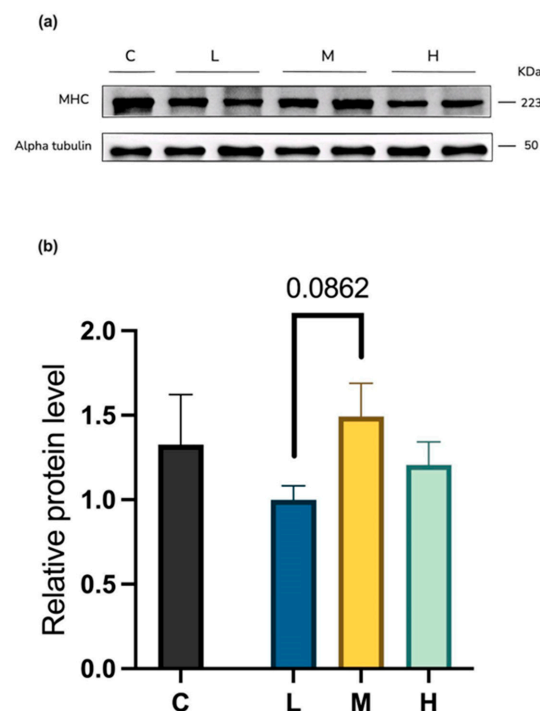 (a)
C L M H
KDa
MHC 223
Alpha tubulin 50
(b)
0.0862
Relative protein level
2.0
1.5
1.0
0.5
0.0
C L M H